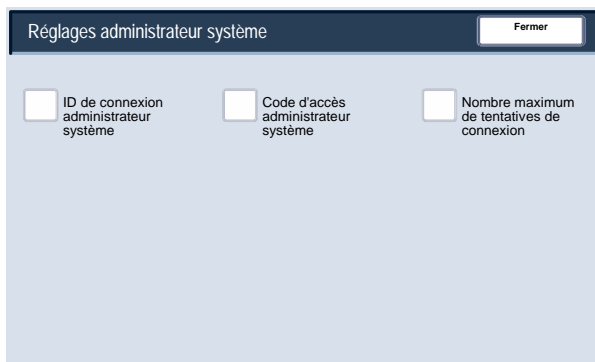 Réglages administrateur système
Fermer
ID de connexion
administrateur
système
Code d'accès
administrateur
système
Nombre maximum
de tentatives de
connexion